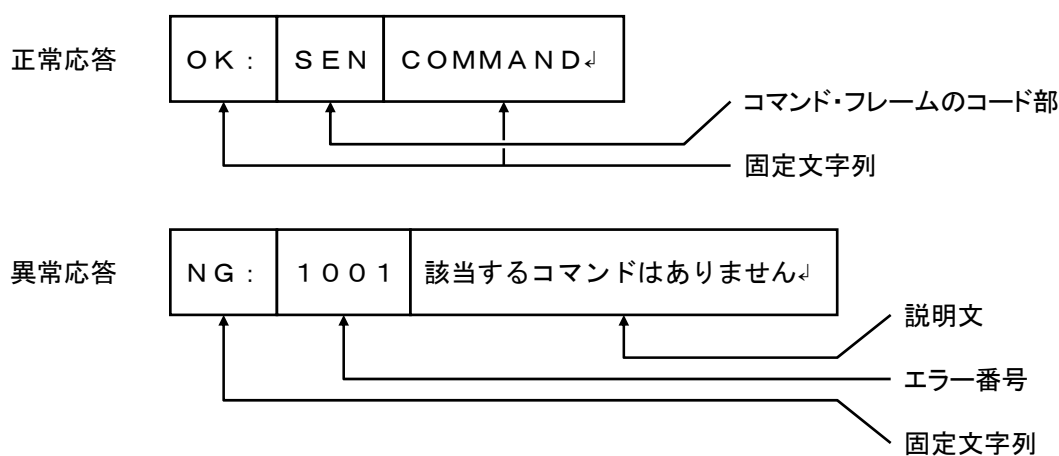 正常応答 OK: SEN COMMAND↲
コマンド・フレームのコード部
固定文字列
異常応答 NG: 1001 該当するコマンドはありません↲
説明文
エラー番号
固定文字列